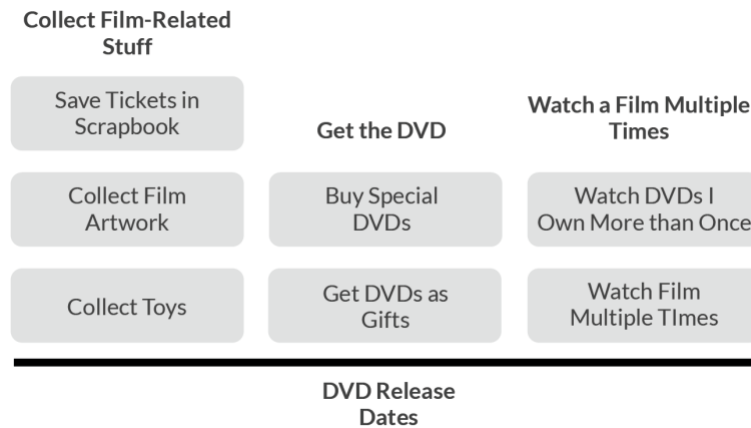 Collect Film-Related
Stuff
Save Tickets in
Scrapbook
Collect Film
Artwork
Collect Toys
Get the DVD
Buy Special
DVDs
Get DVDs as
Gifts
Watch a Film Multiple
Times
Watch DVDs I
Own More than Once
Watch Film
Multiple TImes
DVD Release
Dates